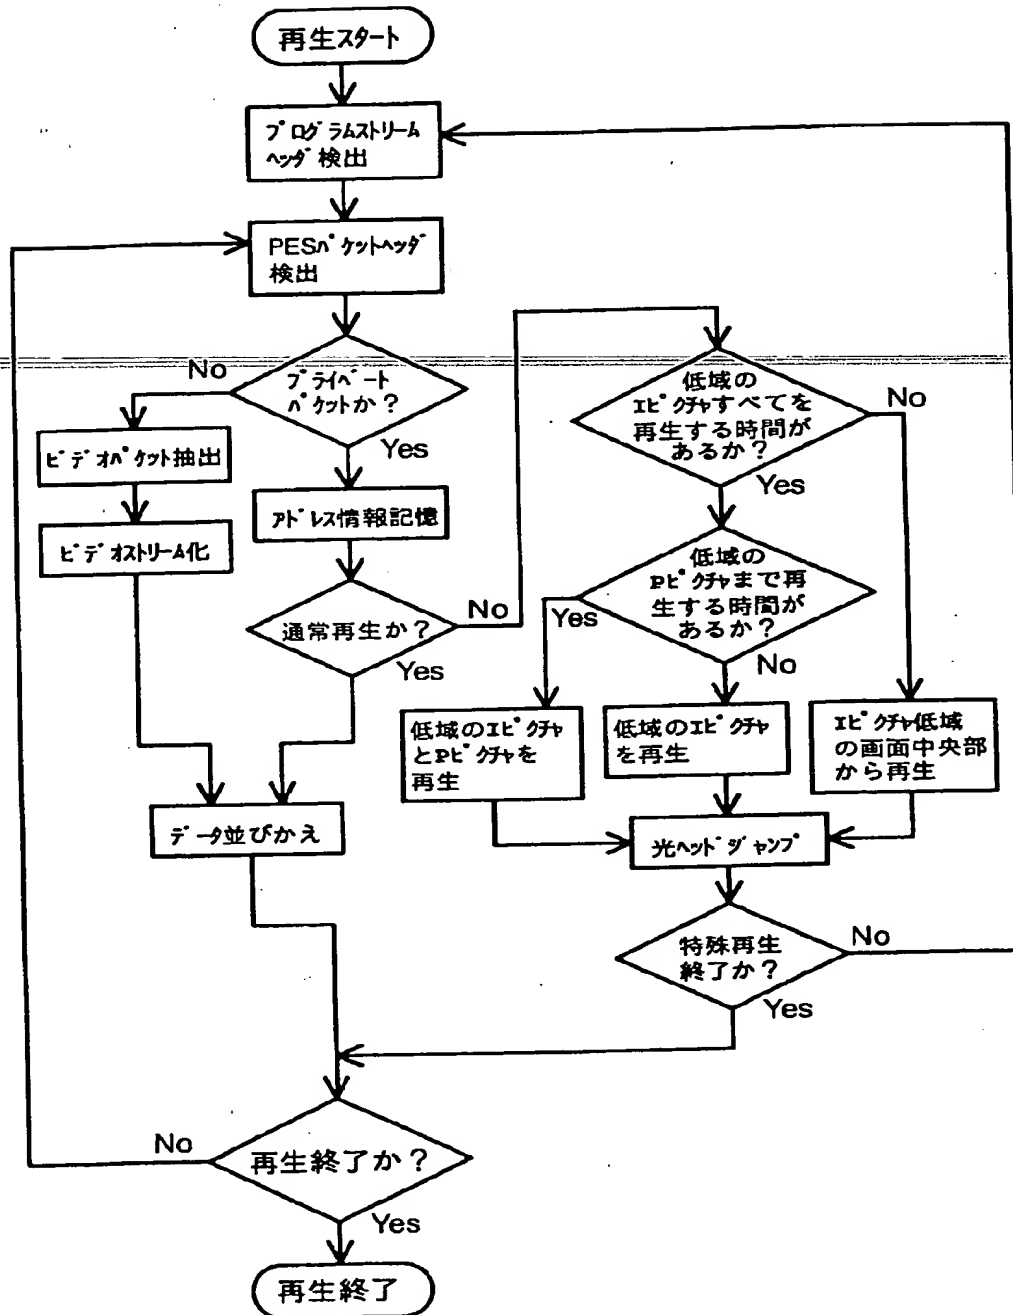 再生スタート
プログラムストリーム
ヘッダ検出
PESパケットヘッダ
検出
プライベート
パケットか？
No
Yes
ビデオパケット抽出
ビデオストリーム化
アドレス情報記憶
通常再生か？
No
Yes
データ並びかえ
低域の
Iピクチャすべてを
再生する時間が
あるか？
No
Yes
低域の
Pピクチャまで再
生する時間が
あるか？
Yes
No
低域のIピクチャ
とPピクチャを
再生
低域のIピクチャ
を再生
Iピクチャ低域
の画面中央部
から再生
光ヘッドジャンプ
特殊再生
終了か？
No
Yes
再生終了か？
No
Yes
再生終了